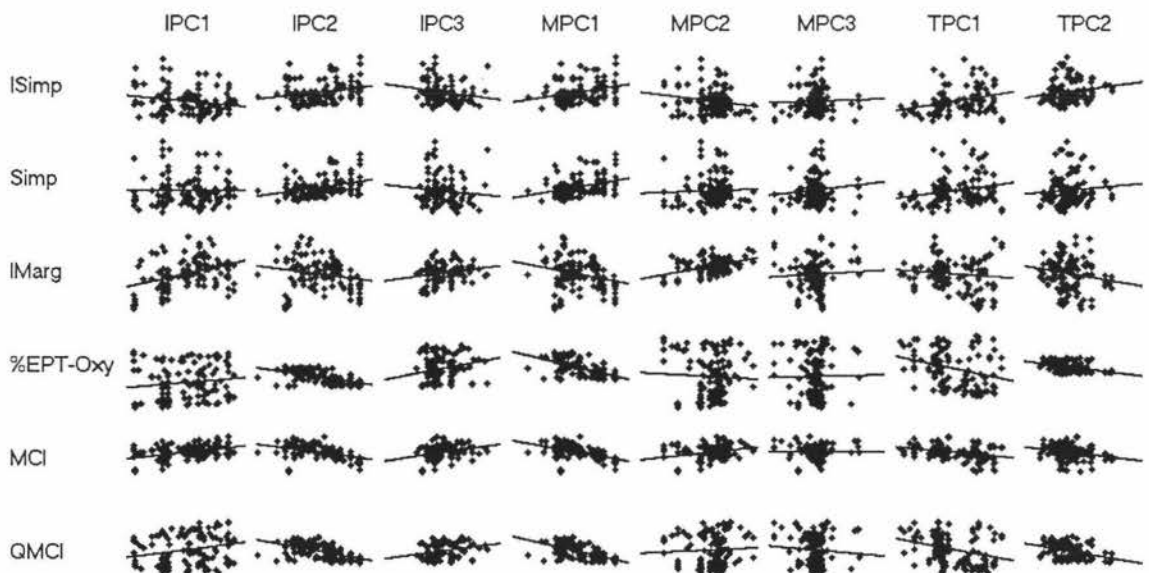 IPC1 IPC2 IPC3 MPC1 MPC2 MPC3 TPC1 TPC2
ISimp
Simp
IMarg
%EPT-Oxy
MCI
QMCI